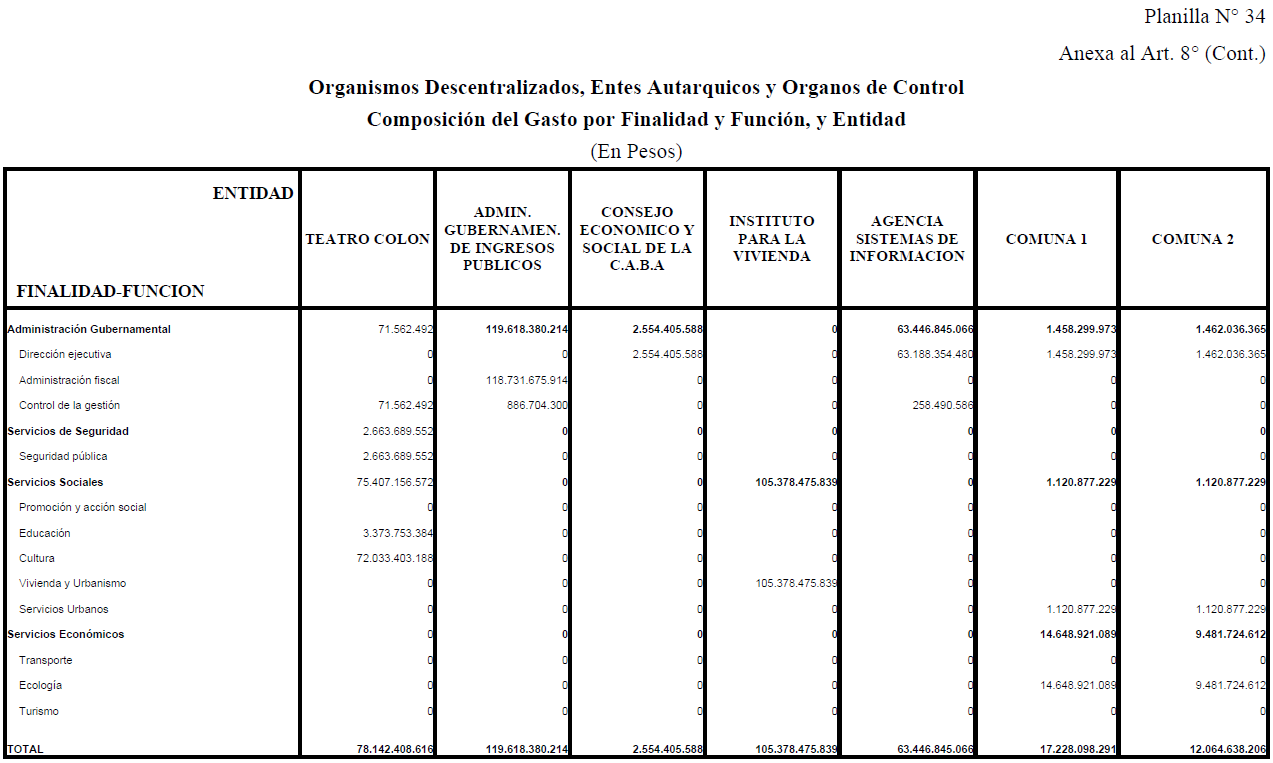 Planilla N° 34
Anexa al Art. 8° (Cont.)
Organismos Descentralizados, Entes Autarquicos y Organos de Control
Composición del Gasto por Finalidad y Función, y Entidad
(En Pesos)
ENTIDAD
FINALIDAD-FUNCION
TEATRO COLON
ADMIN.
GUBERNAMEN.
DE INGRESOS
PUBLICOS
CONSEJO
ECONOMICO Y
SOCIAL DE LA
C.A.B.A
INSTITUTO
PARA LA
VIVIENDA
AGENCIA
SISTEMAS DE
INFORMACION
COMUNA 1
COMUNA 2
Administración Gubernamental 71.562.492 119.618.380.214 2.554.405.588 0 63.446.845.066 1.458.299.973 1.462.036.365
Dirección ejecutiva 0 0 2.554.405.588 0 63.188.354.480 1.458.299.973 1.462.036.365
Administración fiscal 0 118.731.675.914 0 0 0 0 0
Control de la gestión 71.562.492 886.704.300 0 0 258.490.586 0 0
Servicios de Seguridad 2.663.689.552 0 0 0 0 0 0
Seguridad pública 2.663.689.552 0 0 0 0 0 0
Servicios Sociales 75.407.156.572 0 0 105.378.475.839 0 1.120.877.229 1.120.877.229
Promoción y acción social 0 0 0 0 0 0 0
Educación 3.373.753.384 0 0 0 0 0 0
Cultura 72.033.403.188 0 0 0 0 0 0
Vivienda y Urbanismo 0 0 0 105.378.475.839 0 0 0
Servicios Urbanos 0 0 0 0 0 1.120.877.229 1.120.877.229
Servicios Económicos 0 0 0 0 0 14.648.921.089 9.481.724.612
Transporte 0 0 0 0 0 0 0
Ecología 0 0 0 0 0 14.648.921.089 9.481.724.612
Turismo 0 0 0 0 0 0 0
TOTAL 78.142.408.616 119.618.380.214 2.554.405.588 105.378.475.839 63.446.845.066 17.228.098.291 12.064.638.206